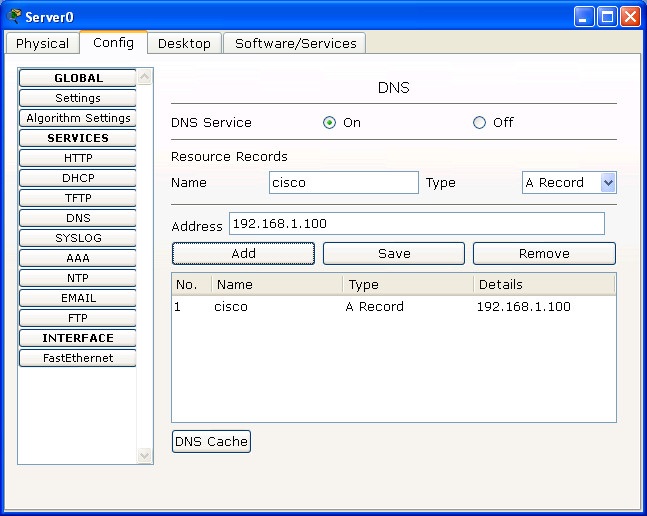 Server0
Physical Config Desktop Software/Services
GLOBAL
Settings
Algorithm Settings
SERVICES
HTTP
DHCP
TFTP
DNS
SYSLOG
AAA
NTP
EMAIL
FTP
INTERFACE
FastEthernet
DNS
DNS Service On Off
Resource Records
Name cisco Type A Record
Address 192.168.1.100
Add Save Remove
No. Name Type Details
1 cisco A Record 192.168.1.100
DNS Cache